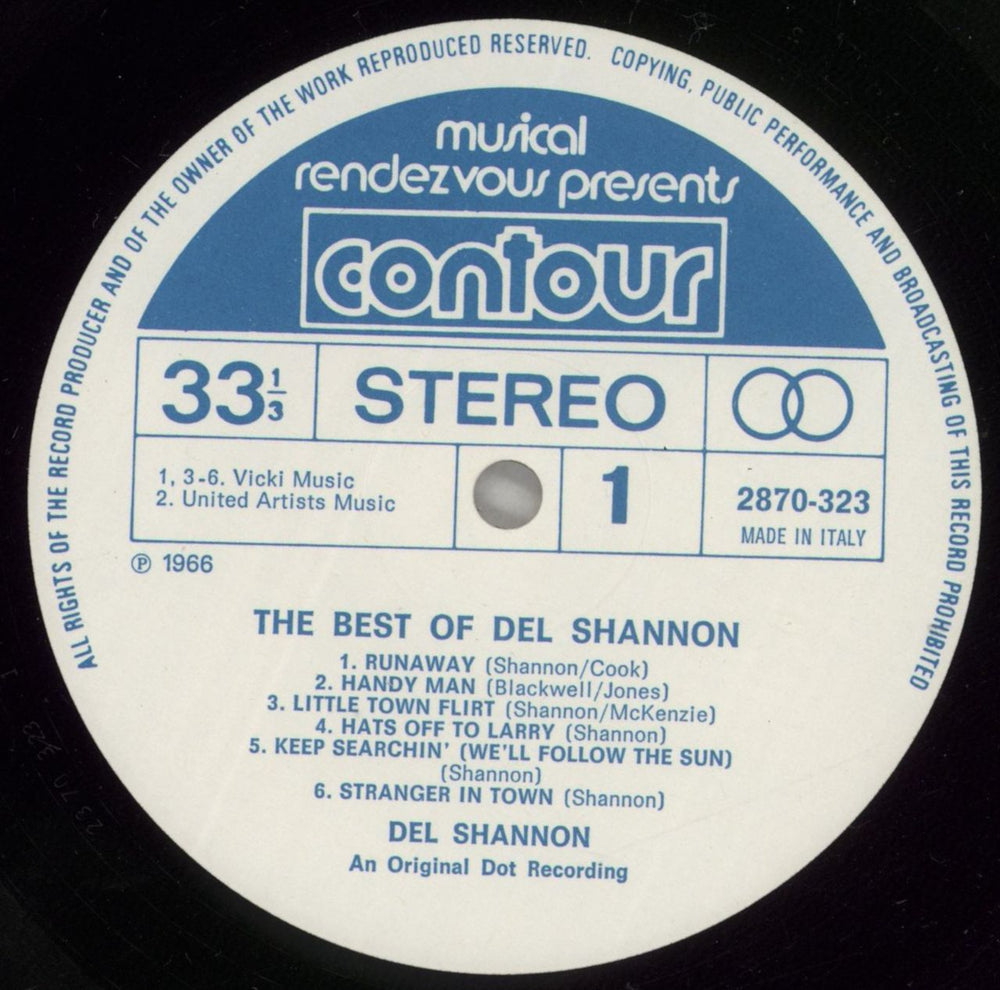 ALL RIGHTS OF THE RECORD PRODUCER AND OF THE OWNER OF THE WORK REPRODUCED RESERVED. COPYING, PUBLIC PERFORMANCE AND BROADCASTING OF THIS RECORD PROHIBITED
musical
rendezvous presents
contour
33 1/3 STEREO
1, 3-6. Vicki Music
2. United Artists Music
1
2870-323
MADE IN ITALY
Ⓟ 1966
THE BEST OF DEL SHANNON
1. RUNAWAY (Shannon/Cook)
2. HANDY MAN (Blackwell/Jones)
3. LITTLE TOWN FLIRT (Shannon/McKenzie)
4. HATS OFF TO LARRY (Shannon)
5. KEEP SEARCHIN' (WE'LL FOLLOW THE SUN)
(Shannon)
6. STRANGER IN TOWN (Shannon)
DEL SHANNON
An Original Dot Recording